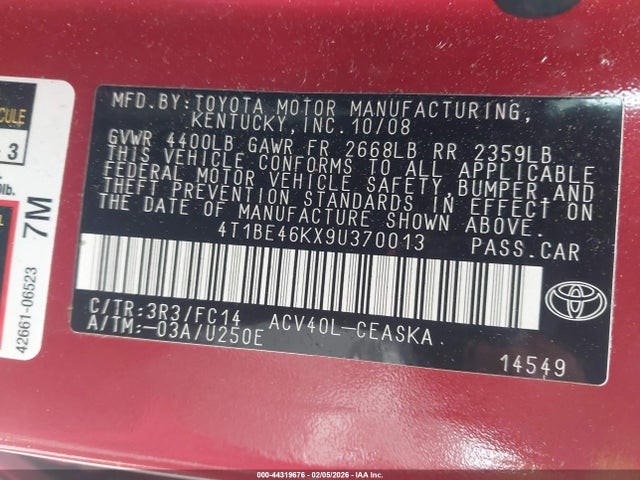 MFD.BY:TOYOTA MOTOR MANUFACTURING,
KENTUCKY,INC.10/08
GVWR 4400LB GAWR FR 2668LB RR 2359LB
THIS VEHICLE CONFORMS TO ALL APPLICABLE
FEDERAL MOTOR VEHICLE SAFETY, BUMPER AND
THEFT PREVENTION STANDARDS IN EFFECT ON
THE DATE OF MANUFACTURE SHOWN ABOVE.
4T1BE46KX9U370013 PASS.CAR
C/TR:3R3/FC14 ACV40L-CEASKA
A/TM:-03A/U250E
14549
42661-06523
7M
3
000-44319676 - 02/05/2026 - IAA Inc.